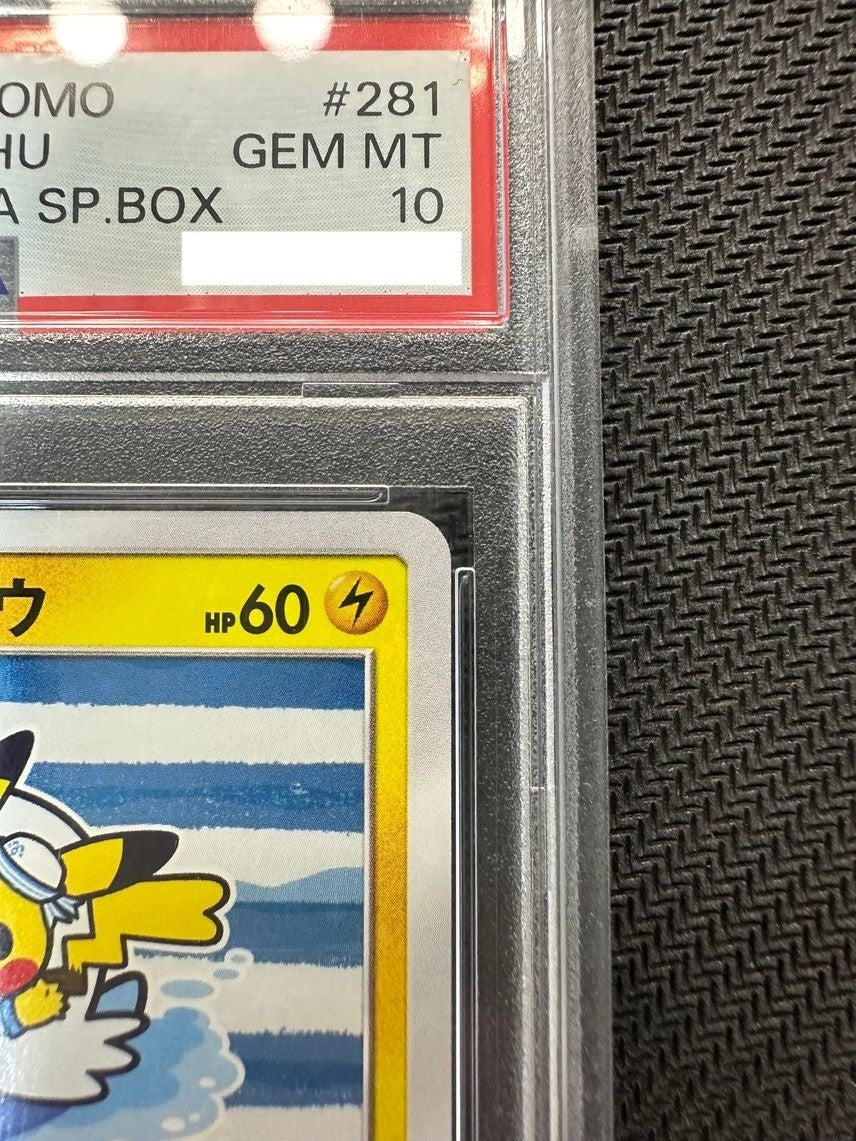 OMO #281
HU GEM MT
A SP.BOX 10
ウ HP60